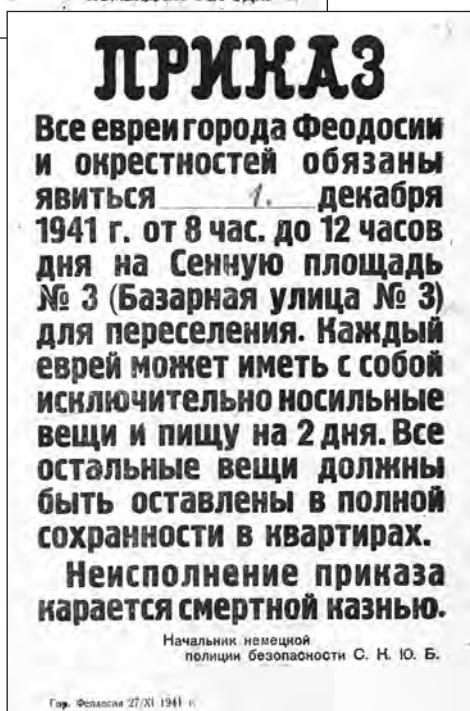 ПРИКАЗ
Все евреи города Феодосии
и окрестностей обязаны
явиться 1. декабря
1941 г. от 8 час. до 12 часов
дня на Сенную площадь
№ 3 (Базарная улица № 3)
для переселения. Каждый
еврей может иметь с собой
исключительно носильные
вещи и пищу на 2 дня. Все
остальные вещи должны
быть оставлены в полной
сохранности в квартирах.
Неисполнение приказа
карается смертной казнью.
Начальник немецкой
полиции безопасности С. Н. Ю. Б.
Гор. Феодосия 27/XI 1941 г.